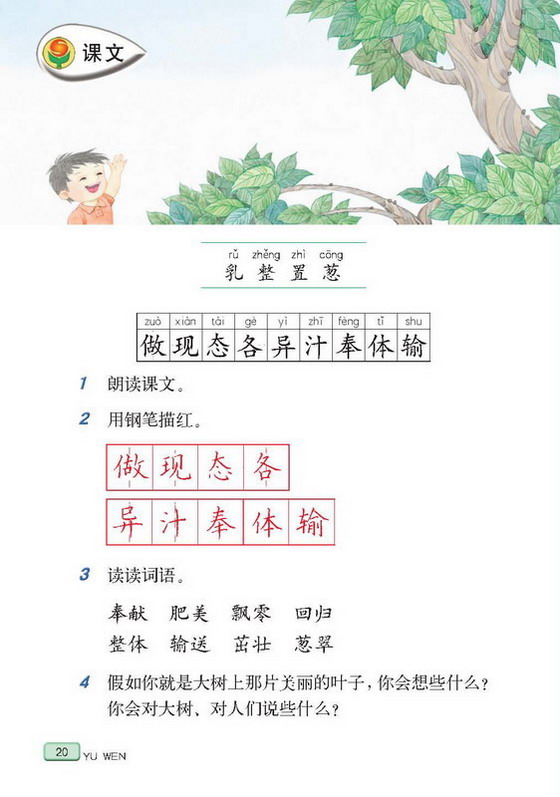 课文
rǔ zhěng zhì cōng
乳 整 置 葱
zuò xiàn tài gè yì zhī fèng tǐ shu
做 现 态 各 异 汁 奉 体 输
1 朗读课文。
2 用钢笔描红。
做 现 态 各
异 汁 奉 体 输
3 读读词语。
奉献 肥美 飘零 回归
整体 输送 茁壮 葱翠
4 假如你就是大树上那片美丽的叶子，你会想些什么？
你会对大树、对人们说些什么？
20 YU WEN